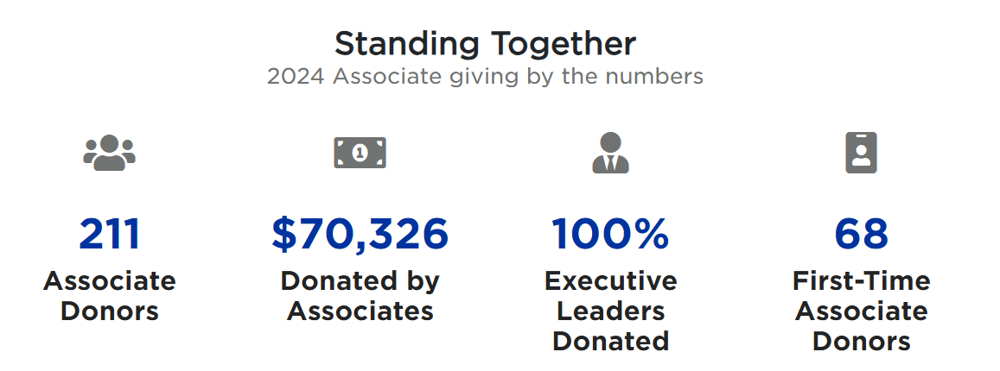 Standing Together
2024 Associate giving by the numbers
1
211
Associate
Donors
$70,326
Donated by
Associates
100%
Executive
Leaders
Donated
68
First-Time
Associate
Donors